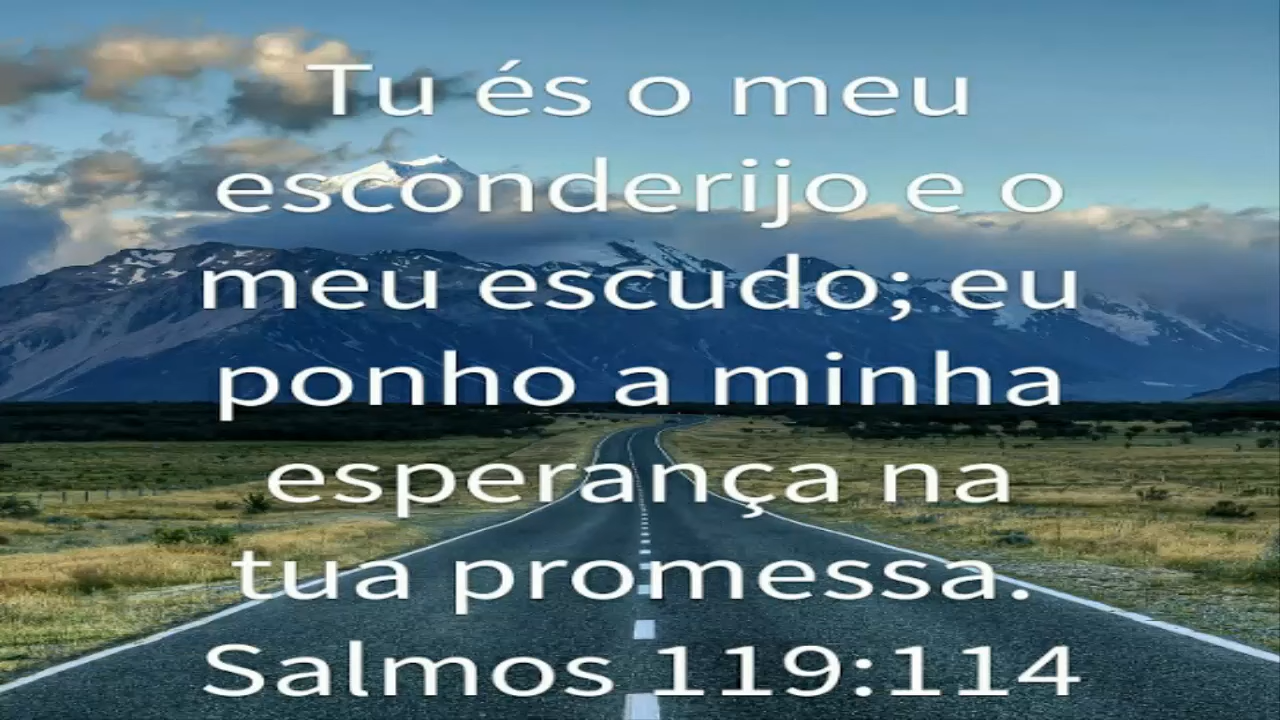 Tu és o meu
esconderijo e o
meu escudo; eu
ponho a minha
esperança na
tua promessa.
Salmos 119:114